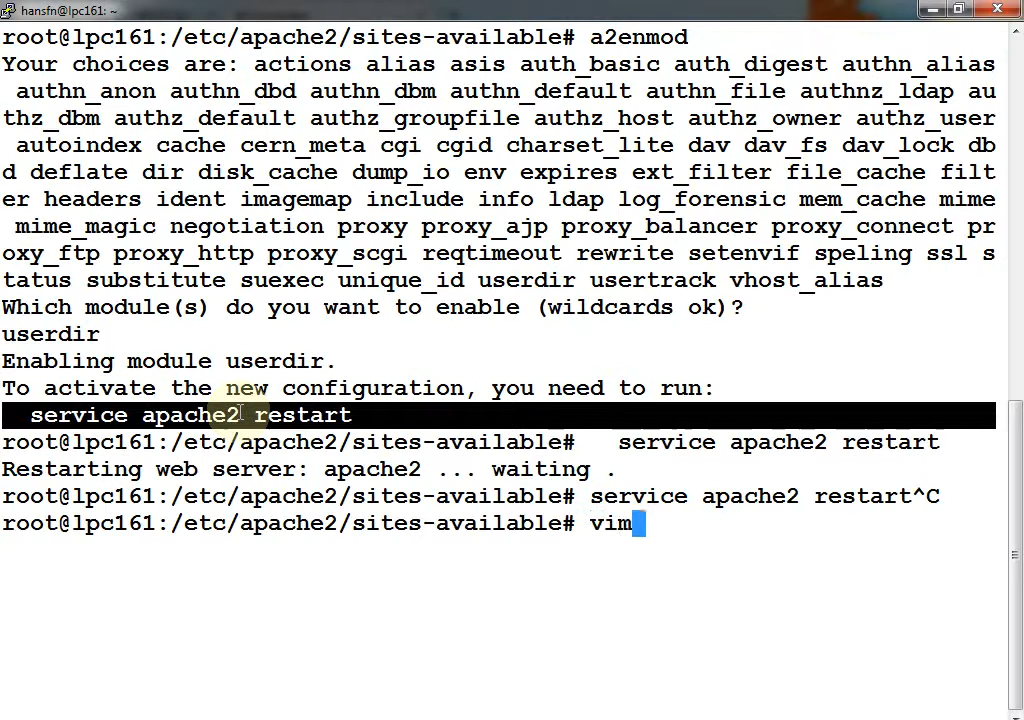 hansfn@lpc161: ~
root@lpc161:/etc/apache2/sites-available# a2enmod
Your choices are: actions alias asis auth_basic auth_digest authn_alias
 authn_anon authn_dbd authn_dbm authn_default authn_file authnz_ldap au
thz_dbm authz_default authz_groupfile authz_host authz_owner authz_user
 autoindex cache cern_meta cgi cgid charset_lite dav dav_fs dav_lock db
d deflate dir disk_cache dump_io env expires ext_filter file_cache filt
er headers ident imagemap include info ldap log_forensic mem_cache mime
 mime_magic negotiation proxy proxy_ajp proxy_balancer proxy_connect pr
oxy_ftp proxy_http proxy_scgi reqtimeout rewrite setenvif speling ssl s
tatus substitute suexec unique_id userdir usertrack vhost_alias
Which module(s) do you want to enable (wildcards ok)?
userdir
Enabling module userdir.
To activate the new configuration, you need to run:
  service apache2 restart
root@lpc161:/etc/apache2/sites-available#   service apache2 restart
Restarting web server: apache2 ... waiting .
root@lpc161:/etc/apache2/sites-available# service apache2 restart^C
root@lpc161:/etc/apache2/sites-available# vim